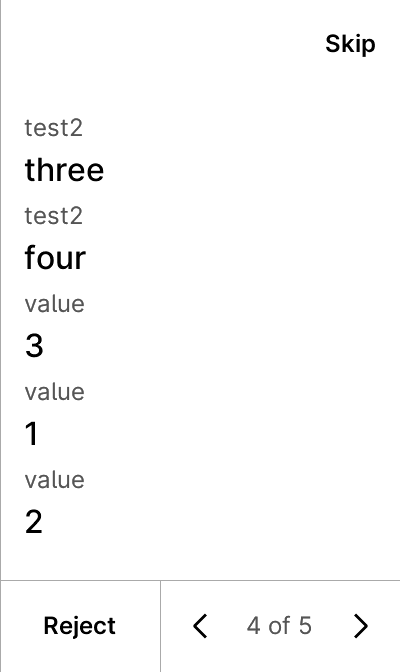 Skip
test2
three
test2
four
value
3
value
1
value
2
Reject
4 of 5